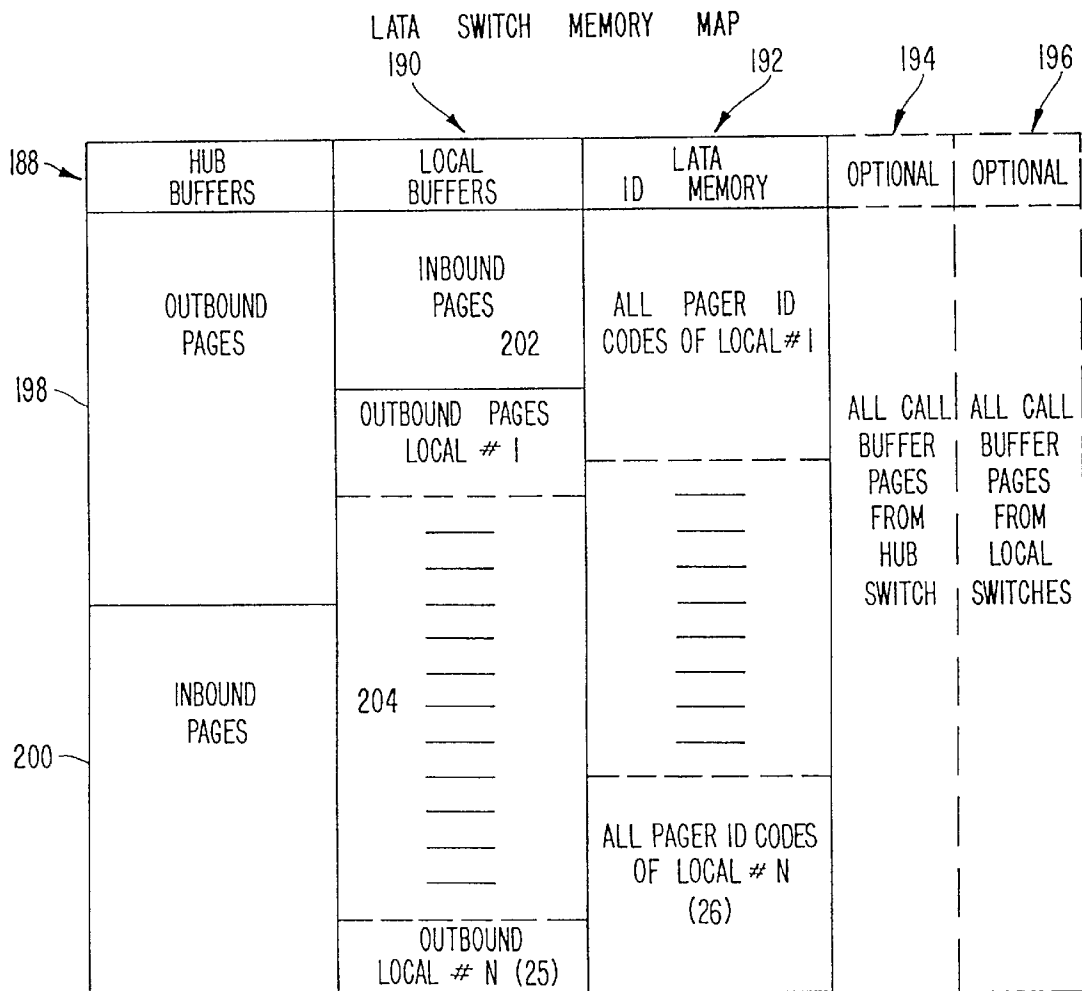 LATA SWITCH MEMORY MAP
190
192
194
196
188
HUB
BUFFERS
LOCAL
BUFFERS
LATA
ID MEMORY
OPTIONAL
OPTIONAL
OUTBOUND
PAGES
198
INBOUND
PAGES
200
INBOUND
PAGES
202
OUTBOUND PAGES
LOCAL # 1
204
OUTBOUND
LOCAL # N (25)
ALL PAGER ID
CODES OF LOCAL # 1
ALL PAGER ID CODES
OF LOCAL # N
(26)
ALL CALL
BUFFER
PAGES
FROM
HUB
SWITCH
ALL CALL
BUFFER
PAGES
FROM
LOCAL
SWITCHES